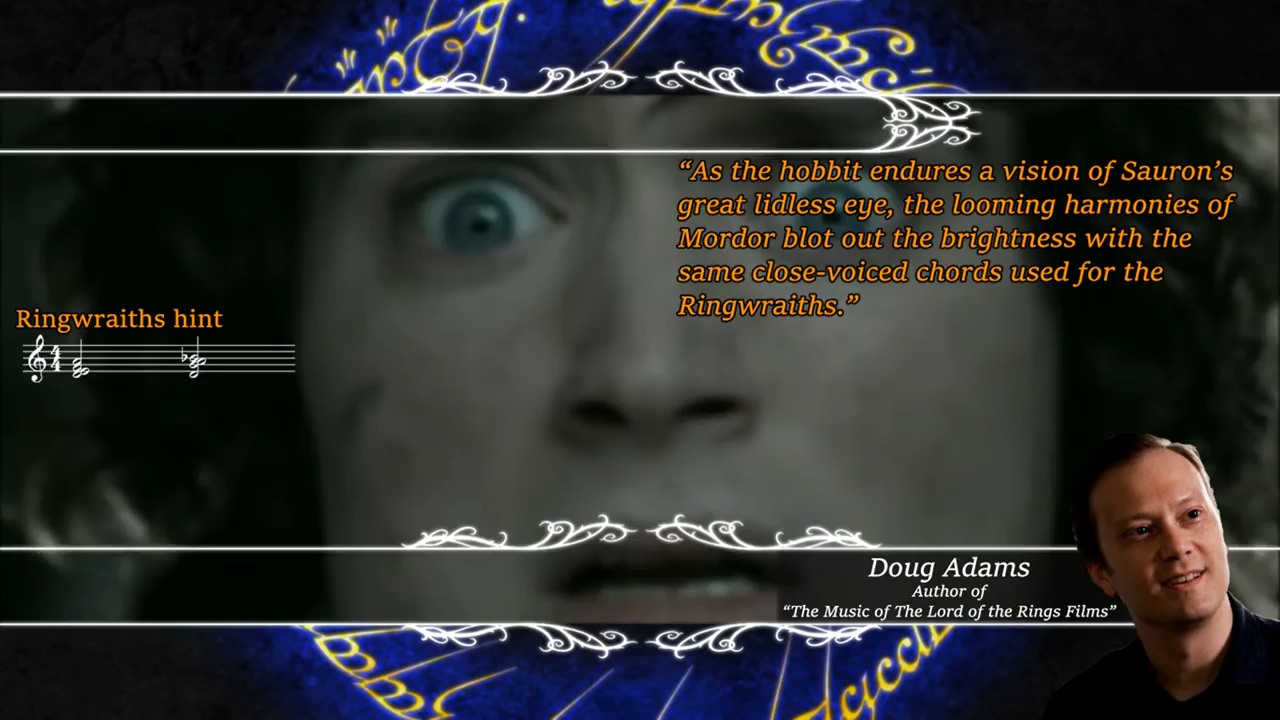 “As the hobbit endures a vision of Sauron’s
great lidless eye, the looming harmonies of
Mordor blot out the brightness with the
same close-voiced chords used for the
Ringwraiths.”
Ringwraiths hint
4
4
Doug Adams
Author of
“The Music of The Lord of the Rings Films”